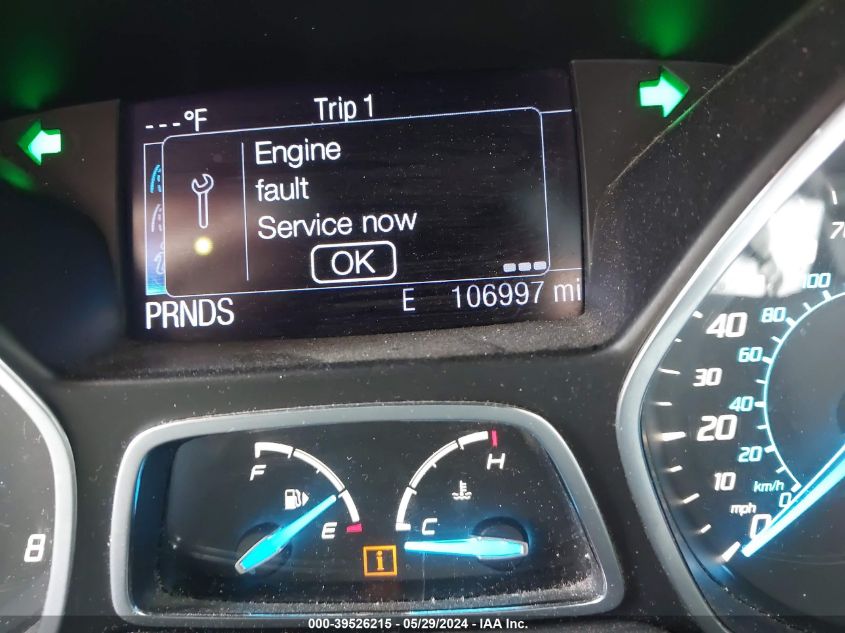 ---°F Trip 1
Engine
fault
Service now
OK
PRNDS E 106997 mi
F E
H C
i
8
40 30 20 10 0
mph
100 80 60 40 20 0
km/h
000-39526215 - 05/29/2024 - IAA Inc.